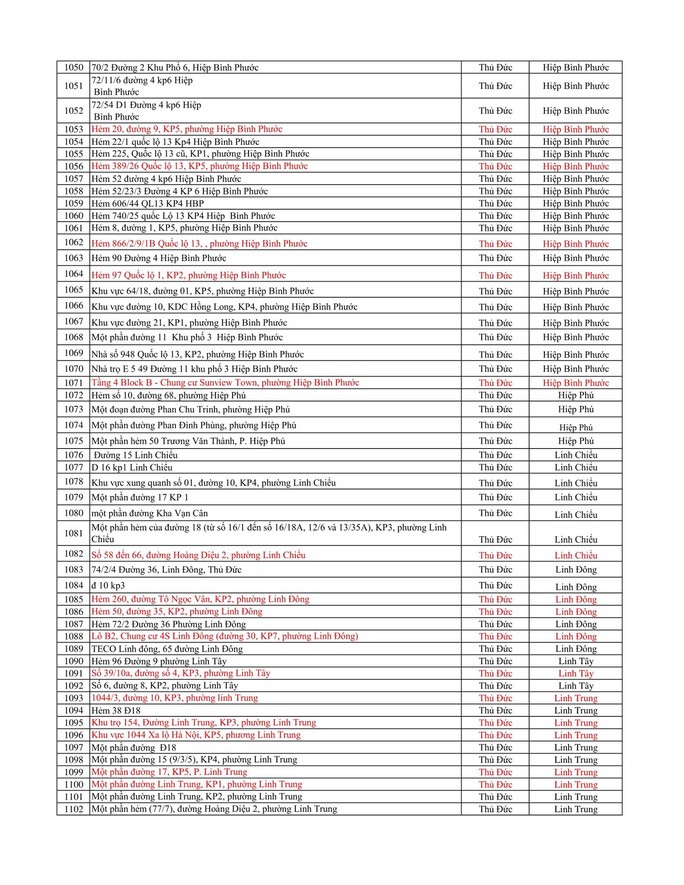 1050 70/2 Đường 2 Khu Phố 6, Hiệp Bình Phước Thủ Đức Hiệp Bình Phước
1051 72/11/6 đường 4 kp6 Hiệp
Bình Phước Thủ Đức Hiệp Bình Phước
1052 72/54 D1 Đường 4 kp6 Hiệp
Bình Phước Thủ Đức Hiệp Bình Phước
1053 Hẻm 20, đường 9, KP5, phường Hiệp Bình Phước Thủ Đức Hiệp Bình Phước
1054 Hẻm 22/1 quốc lộ 13 Kp4 Hiệp Bình Phước Thủ Đức Hiệp Bình Phước
1055 Hẻm 225, Quốc lộ 13 cũ, KP1, phường Hiệp Bình Phước Thủ Đức Hiệp Bình Phước
1056 Hẻm 389/26 Quốc lộ 13, KP5, phường Hiệp Bình Phước Thủ Đức Hiệp Bình Phước
1057 Hẻm 52 đường 4 kp6 Hiệp Bình Phước Thủ Đức Hiệp Bình Phước
1058 Hẻm 52/23/3 Đường 4 KP 6 Hiệp Bình Phước Thủ Đức Hiệp Bình Phước
1059 Hẻm 606/44 QL13 KP4 HBP Thủ Đức Hiệp Bình Phước
1060 Hẻm 740/25 quốc Lộ 13 KP4 Hiệp Bình Phước Thủ Đức Hiệp Bình Phước
1061 Hẻm 8, đường 1, KP5, phường Hiệp Bình Phước Thủ Đức Hiệp Bình Phước
1062 Hẻm 866/2/9/1B Quốc lộ 13, , phường Hiệp Bình Phước Thủ Đức Hiệp Bình Phước
1063 Hẻm 90 Đường 4 Hiệp Bình Phước Thủ Đức Hiệp Bình Phước
1064 Hẻm 97 Quốc lộ 1, KP2, phường Hiệp Bình Phước Thủ Đức Hiệp Bình Phước
1065 Khu vực 64/18, đường 01, KP5, phường Hiệp Bình Phước Thủ Đức Hiệp Bình Phước
1066 Khu vực đường 10, KDC Hồng Long, KP4, phường Hiệp Bình Phước Thủ Đức Hiệp Bình Phước
1067 Khu vực đường 21, KP1, phường Hiệp Bình Phước Thủ Đức Hiệp Bình Phước
1068 Một phần đường 11 Khu phố 3 Hiệp Bình Phước Thủ Đức Hiệp Bình Phước
1069 Nhà số 948 Quốc lộ 13, KP2, phường Hiệp Bình Phước Thủ Đức Hiệp Bình Phước
1070 Nhà trọ E 5 49 Đường 11 khu phố 3 Hiệp Bình Phước Thủ Đức Hiệp Bình Phước
1071 Tầng 4 Block B - Chung cư Sunview Town, phường Hiệp Bình Phước Thủ Đức Hiệp Bình Phước
1072 Hẻm số 10, đường 68, phường Hiệp Phú Thủ Đức Hiệp Phú
1073 Một đoạn đường Phan Chu Trinh, phường Hiệp Phú Thủ Đức Hiệp Phú
1074 Một phần đường Phan Đình Phùng, phường Hiệp Phú Thủ Đức Hiệp Phú
1075 Một phần hẻm 50 Trương Văn Thành, P. Hiệp Phú Thủ Đức Hiệp Phú
1076 Đường 15 Linh Chiểu Thủ Đức Linh Chiểu
1077 D 16 kp1 Linh Chiểu Thủ Đức Linh Chiểu
1078 Khu vực xung quanh số 01, đường 10, KP4, phường Linh Chiểu Thủ Đức Linh Chiểu
1079 Một phần đường 17 KP 1 Thủ Đức Linh Chiểu
1080 một phần đường Kha Vạn Cân Thủ Đức Linh Chiểu
1081 Một phần hẻm của đường 18 (từ số 16/1 đến số 16/18A, 12/6 và 13/35A), KP3, phường Linh
Chiểu Thủ Đức Linh Chiểu
1082 Số 58 đến 66, đường Hoàng Diệu 2, phường Linh Chiểu Thủ Đức Linh Chiểu
1083 74/2/4 Đường 36, Linh Đông, Thủ Đức Thủ Đức Linh Đông
1084 đ 10 kp3 Thủ Đức Linh Đông
1085 Hẻm 260, đường Tô Ngọc Vân, KP2, phường Linh Đông Thủ Đức Linh Đông
1086 Hẻm 50, đường 35, KP2, phường Linh Đông Thủ Đức Linh Đông
1087 Hẻm 72/2 Đường 36 Phường Linh Đông Thủ Đức Linh Đông
1088 Lô B2, Chung cư 4S Linh Đông (đường 30, KP7, phường Linh Đông) Thủ Đức Linh Đông
1089 TECO Linh đông, 65 đường Linh Đông Thủ Đức Linh Đông
1090 Hẻm 96 Đường 9 phường Linh Tây Thủ Đức Linh Tây
1091 Số 39/10a, đường số 4, KP3, phường Linh Tây Thủ Đức Linh Tây
1092 Số 6, đường 8, KP2, phường Linh Tây Thủ Đức Linh Tây
1093 1044/3, đường 10, KP3, phường linh Trung Thủ Đức Linh Trung
1094 Hẻm 38 Đ18 Thủ Đức Linh Trung
1095 Khu trọ 154, Đường Linh Trung, KP3, phường Linh Trung Thủ Đức Linh Trung
1096 Khu vực 1044 Xa lộ Hà Nội, KP5, phương Linh Trung Thủ Đức Linh Trung
1097 Một phần đường Đ18 Thủ Đức Linh Trung
1098 Một phần đường 15 (9/3/5), KP4, phường Linh Trung Thủ Đức Linh Trung
1099 Một phần đường 17, KP5, P. Linh Trung Thủ Đức Linh Trung
1100 Một phần đường Linh Trung, KP1, phường Linh Trung Thủ Đức Linh Trung
1101 Một phần đường Linh Trung, KP2, phường Linh Trung Thủ Đức Linh Trung
1102 Một phần hẻm (77/7), đường Hoàng Diệu 2, phường Linh Trung Thủ Đức Linh Trung